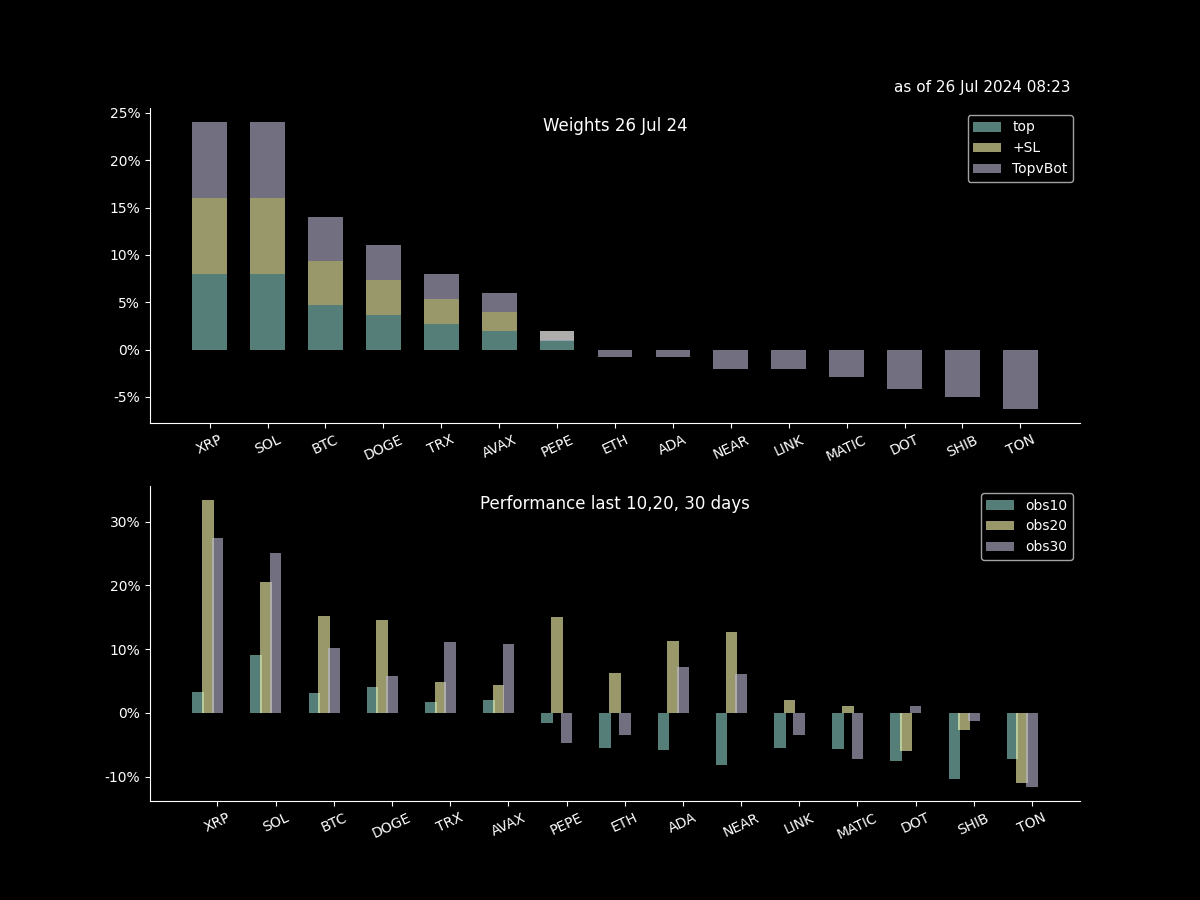 as of 26 Jul 2024 08:23
Weights 26 Jul 24
top
+SL
TopvBot
25%
20%
15%
10%
5%
0%
-5%
XRP SOL BTC DOGE TRX AVAX PEPE ETH ADA NEAR LINK MATIC DOT SHIB TON
Performance last 10,20, 30 days
obs10
obs20
obs30
30%
20%
10%
0%
-10%
XRP SOL BTC DOGE TRX AVAX PEPE ETH ADA NEAR LINK MATIC DOT SHIB TON